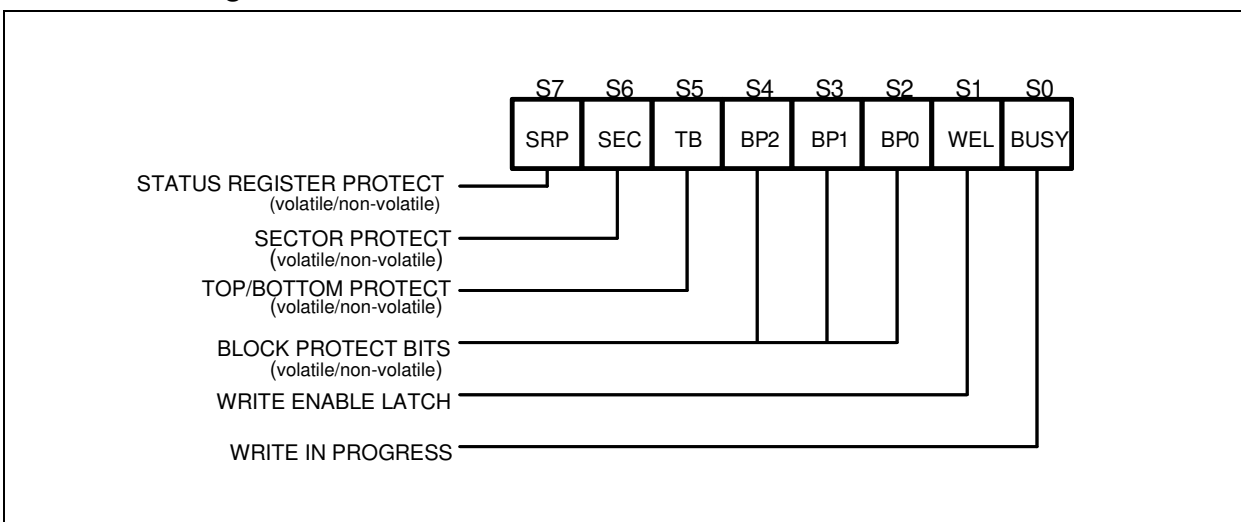 S7 S6 S5 S4 S3 S2 S1 S0
SRP SEC TB BP2 BP1 BP0 WEL BUSY
STATUS REGISTER PROTECT
(volatile/non-volatile)
SECTOR PROTECT
(volatile/non-volatile)
TOP/BOTTOM PROTECT
(volatile/non-volatile)
BLOCK PROTECT BITS
(volatile/non-volatile)
WRITE ENABLE LATCH
WRITE IN PROGRESS